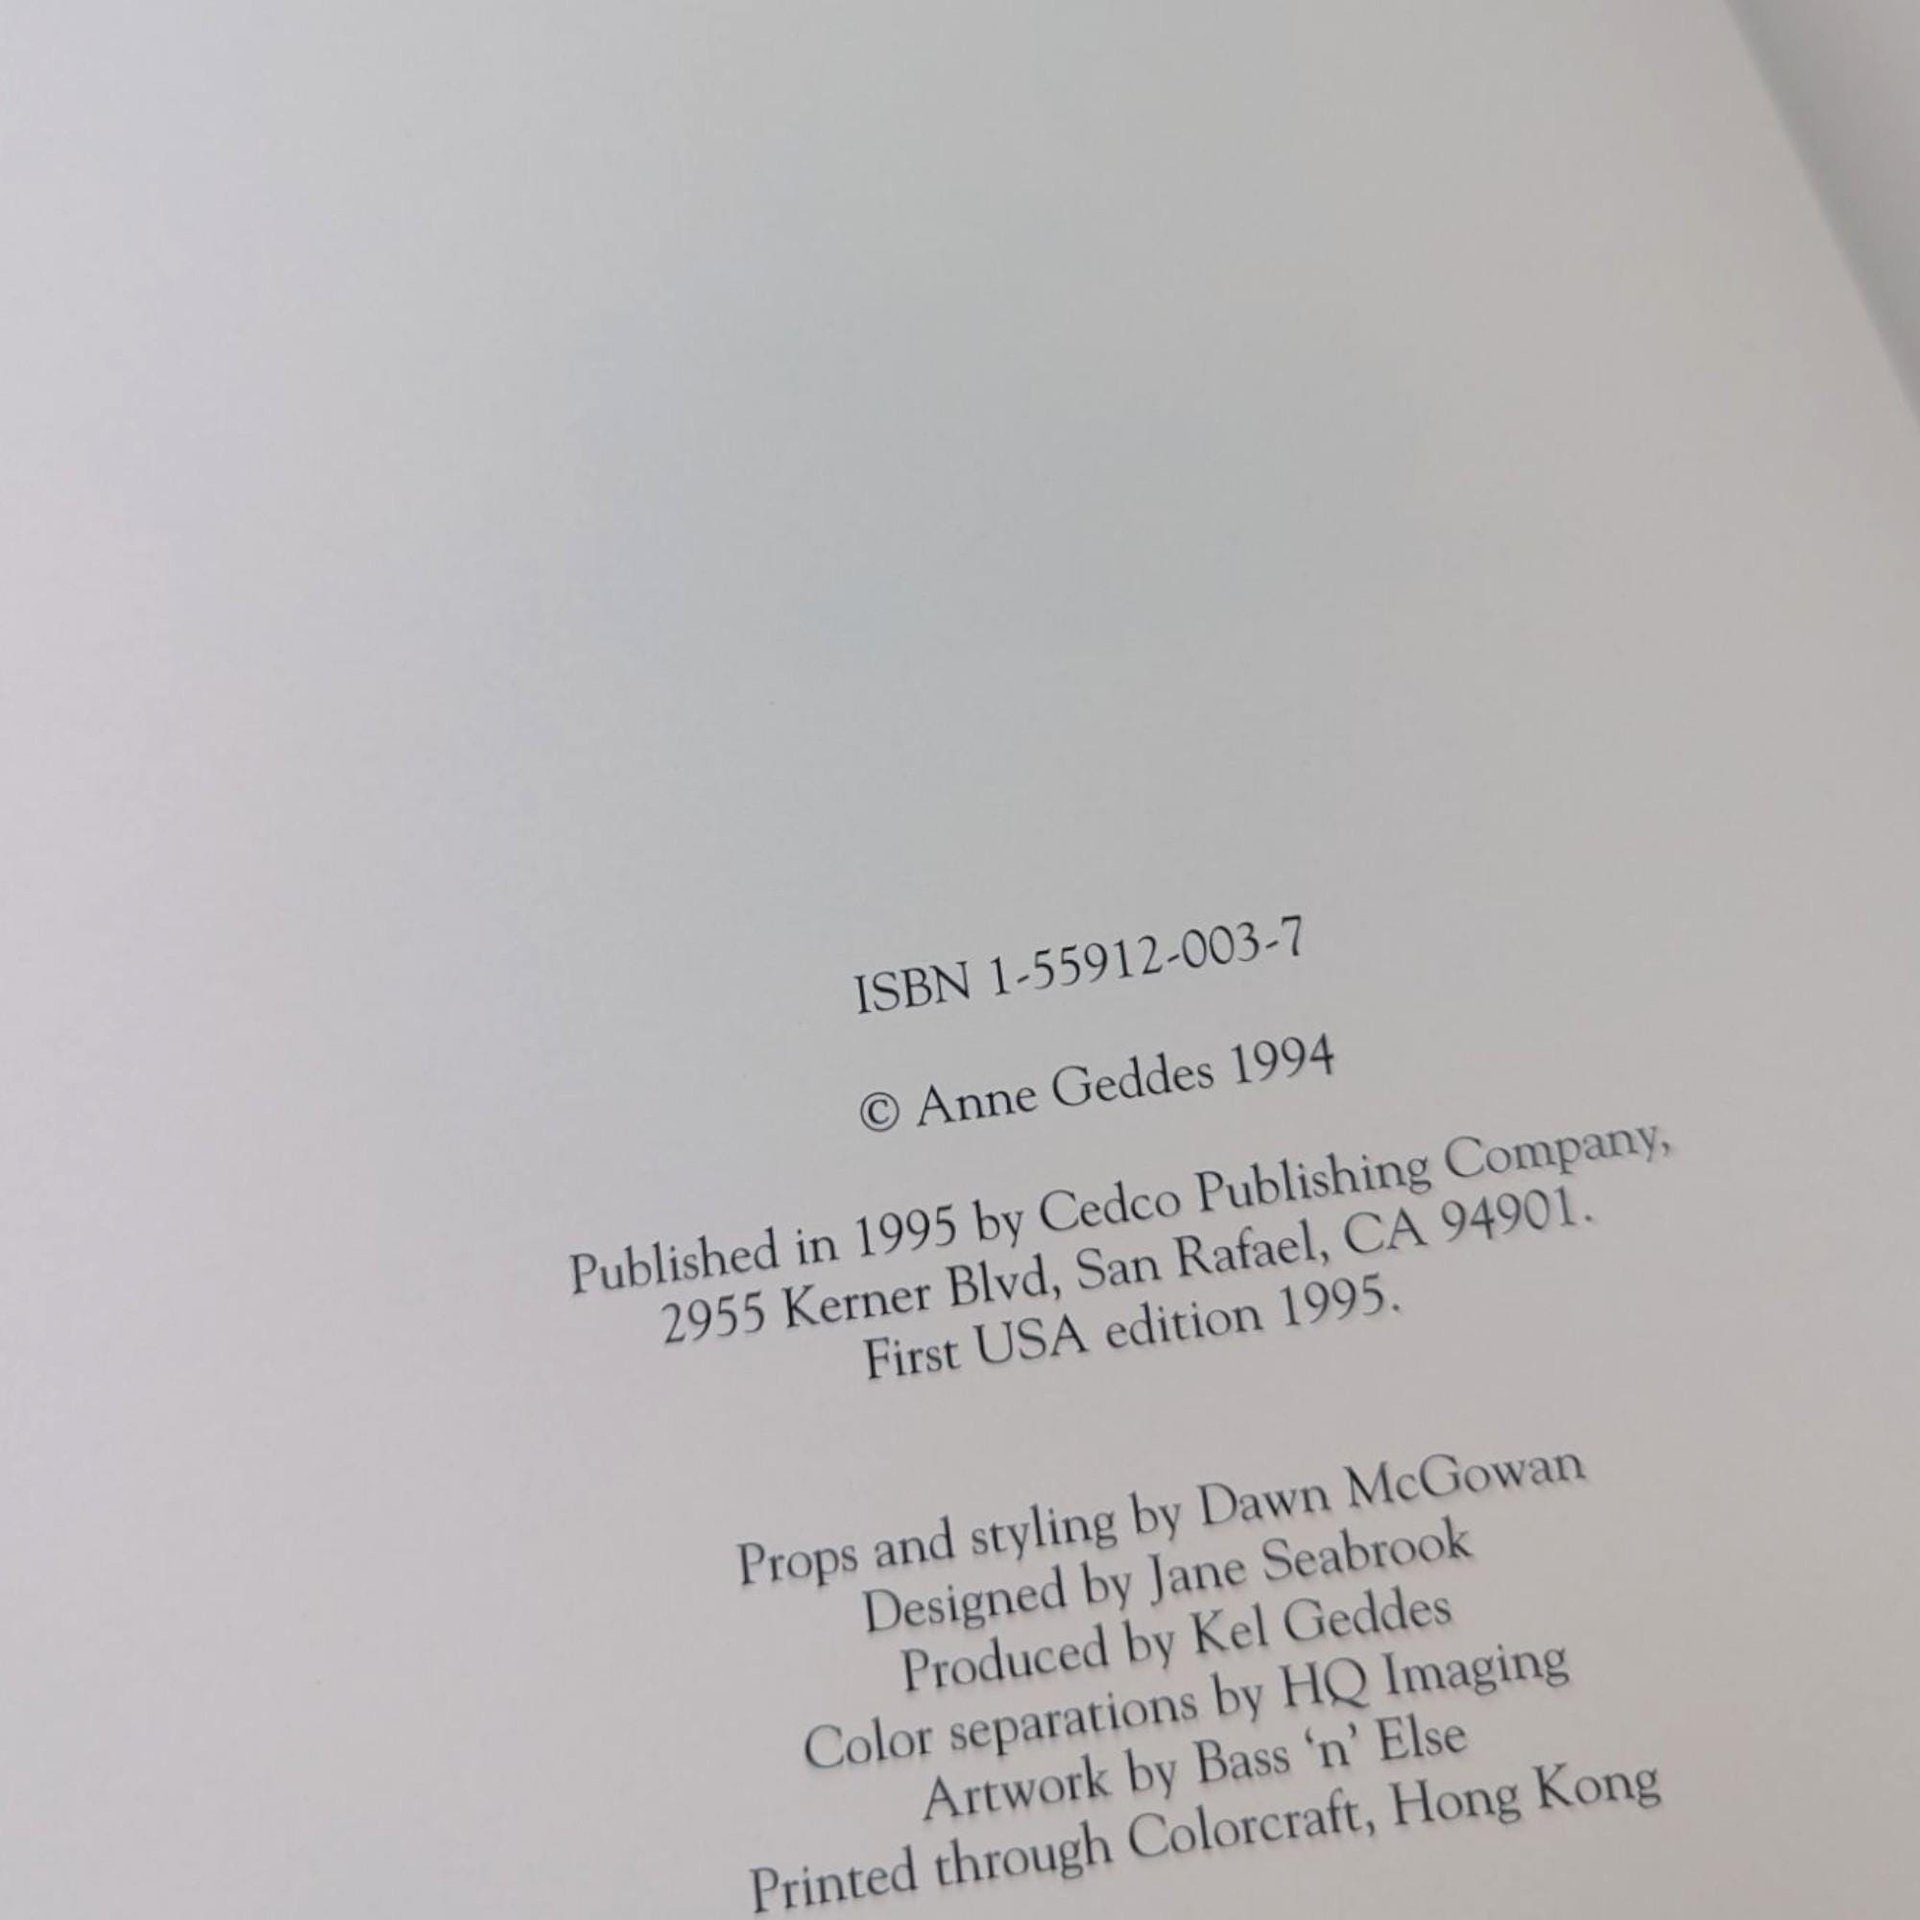 ISBN 1-55912-003-7
© Anne Geddes 1994
Published in 1995 by Cedco Publishing Company,
2955 Kerner Blvd, San Rafael, CA 94901.
First USA edition 1995.
Props and styling by Dawn McGowan
Designed by Jane Seabrook
Produced by Kel Geddes
Color separations by HQ Imaging
Artwork by Bass ‘n’ Else
Printed through Colorcraft, Hong Kong